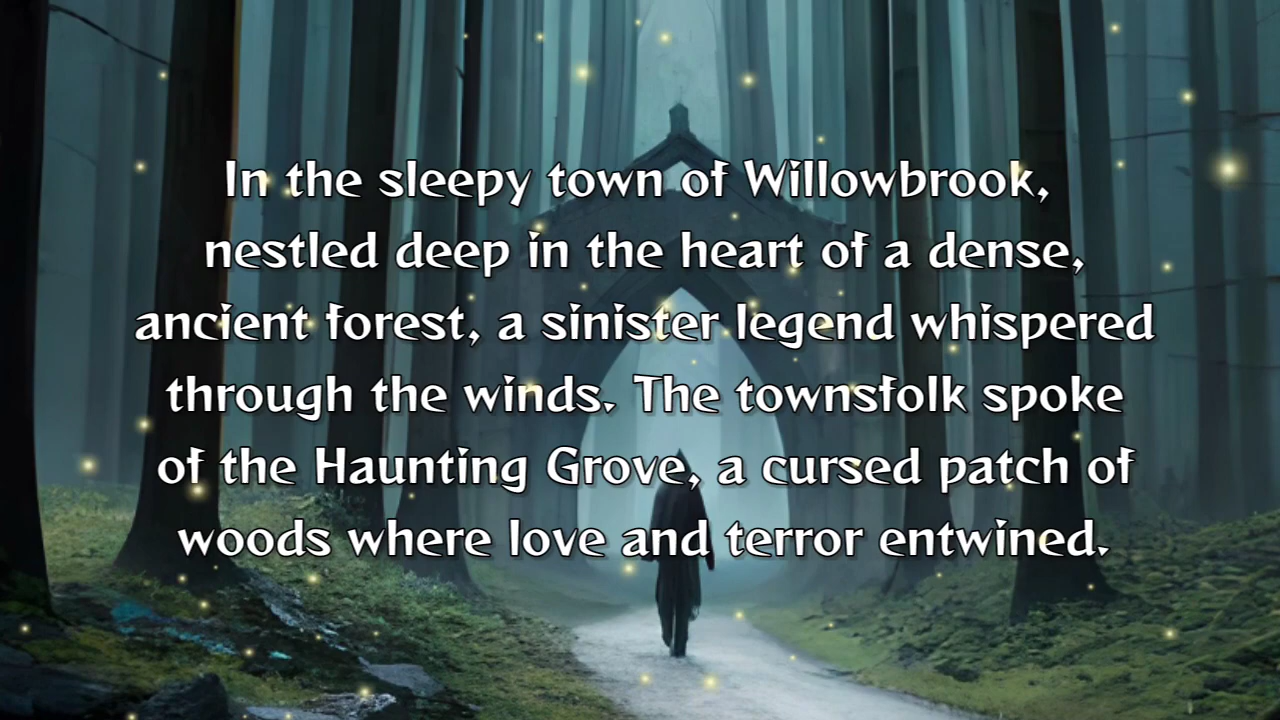 In the sleepy town of Willowbrook,
nestled deep in the heart of a dense,
ancient forest, a sinister legend whispered
through the winds. The townsfolk spoke
of the Haunting Grove, a cursed patch of
woods where love and terror entwined.